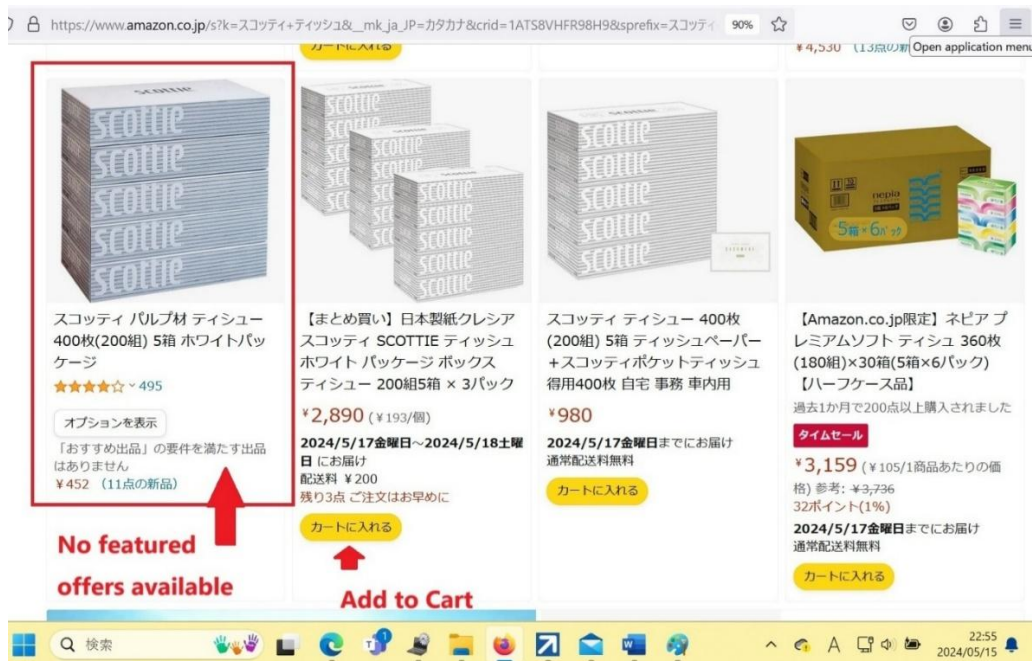 https://www.amazon.co.jp/s?k=スコッティ+ティッシュ&__mk_ja_JP=カタカナ&crid=1ATS8VHFR98H9&sprefix=スコッティ
90%
カートに入れる
¥4,530 (13点の新
Open application menu
scottie
scottie
scottie
scottie
scottie
scottie
スコッティ パルプ材 ティシュー
400枚(200組) 5箱 ホワイトパッ
ケージ
495
オプションを表示
「おすすめ出品」の要件を満たす出品
はありません
¥452 (11点の新品)
No featured
offers available
【まとめ買い】日本製紙クレシア
スコッティ SCOTTIE ティッシュ
ホワイト パッケージ ボックス
ティシュー 200組5箱 × 3パック
¥2,890 (¥193/個)
2024/5/17金曜日～2024/5/18土曜
日 にお届け
配送料 ¥200
残り3点 ご注文はお早めに
カートに入れる
Add to Cart
スコッティ ティシュー 400枚
(200組) 5箱 ティッシュペーパー
+スコッティポケットティッシュ
得用400枚 自宅 事務 車内用
¥980
2024/5/17金曜日までにお届け
通常配送料無料
カートに入れる
nepia
5箱×6パック
【Amazon.co.jp限定】ネピア プ
レミアムソフト ティシュ 360枚
(180組)×30箱(5箱×6パック)
【ハーフケース品】
過去1か月で200点以上購入されました
タイムセール
¥3,159 (¥105/1商品あたりの価
格) 参考: ¥3,736
32ポイント(1%)
2024/5/17金曜日までにお届け
通常配送料無料
カートに入れる
検索
A
22:55
2024/05/15